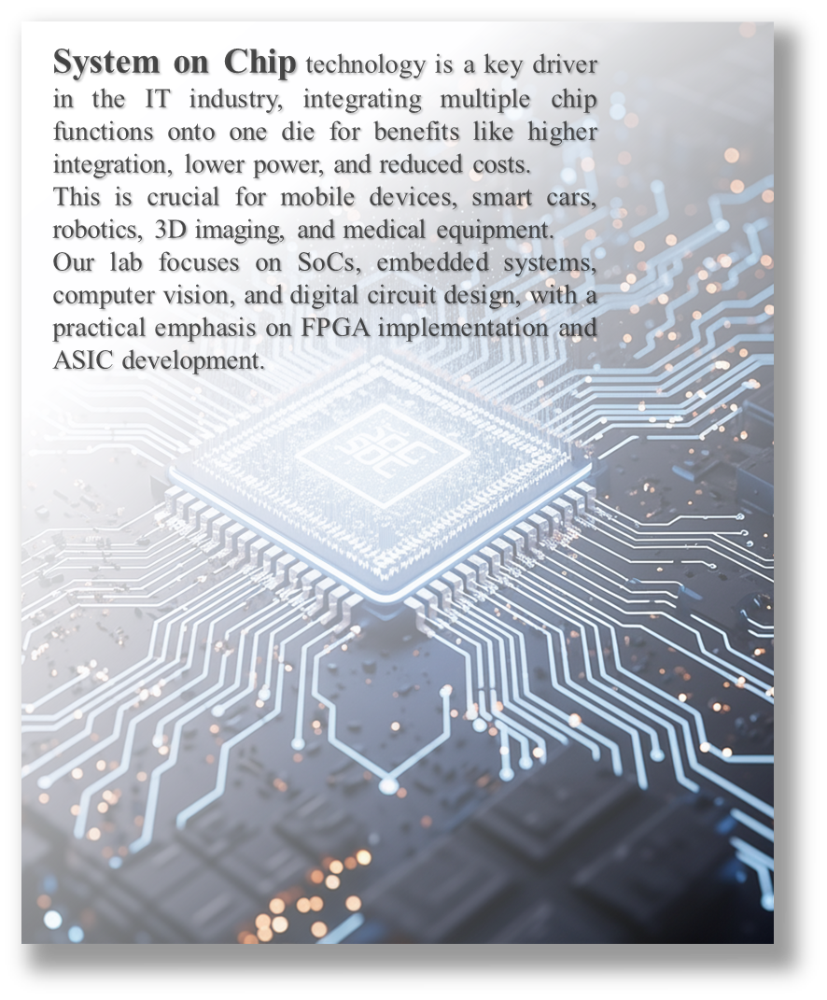 System on Chip technology is a key driver
in the IT industry, integrating multiple chip
functions onto one die for benefits like higher
integration, lower power, and reduced costs.
This is crucial for mobile devices, smart cars,
robotics, 3D imaging, and medical equipment.
Our lab focuses on SoCs, embedded systems,
computer vision, and digital circuit design, with a
practical emphasis on FPGA implementation and
ASIC development.